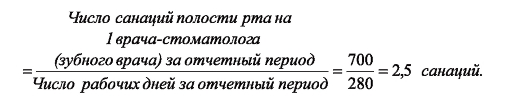 Число санаций полости рта на
1 врача-стоматолога
(зубного врача) за отчетный период
= Число рабочих дней за отчетный период = 700 / 280 = 2,5 санаций.